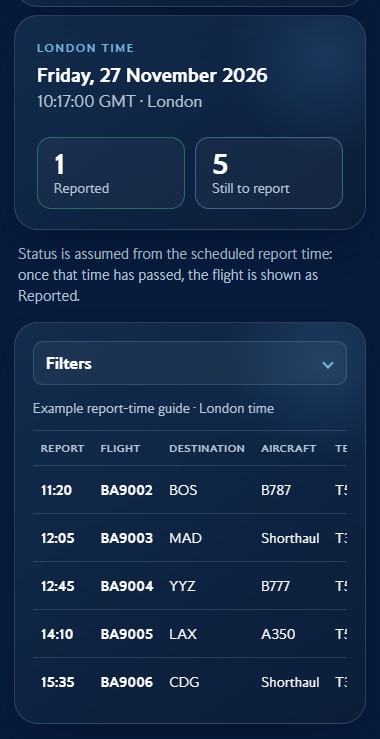 LONDON TIME
Friday, 27 November 2026
10:17:00 GMT · London
1 5
Reported Still to report
Status is assumed from the scheduled report time:
once that time has passed, the flight is shown as
Reported.
Filters
Example report-time guide · London time
REPORT FLIGHT DESTINATION AIRCRAFT
11:20 BA9002 BOS B787
12:05 BA9003 MAD Shorthaul
12:45 BA9004 YYZ B777
14:10 BA9005 LAX A350
15:35 BA9006 CDG Shorthaul